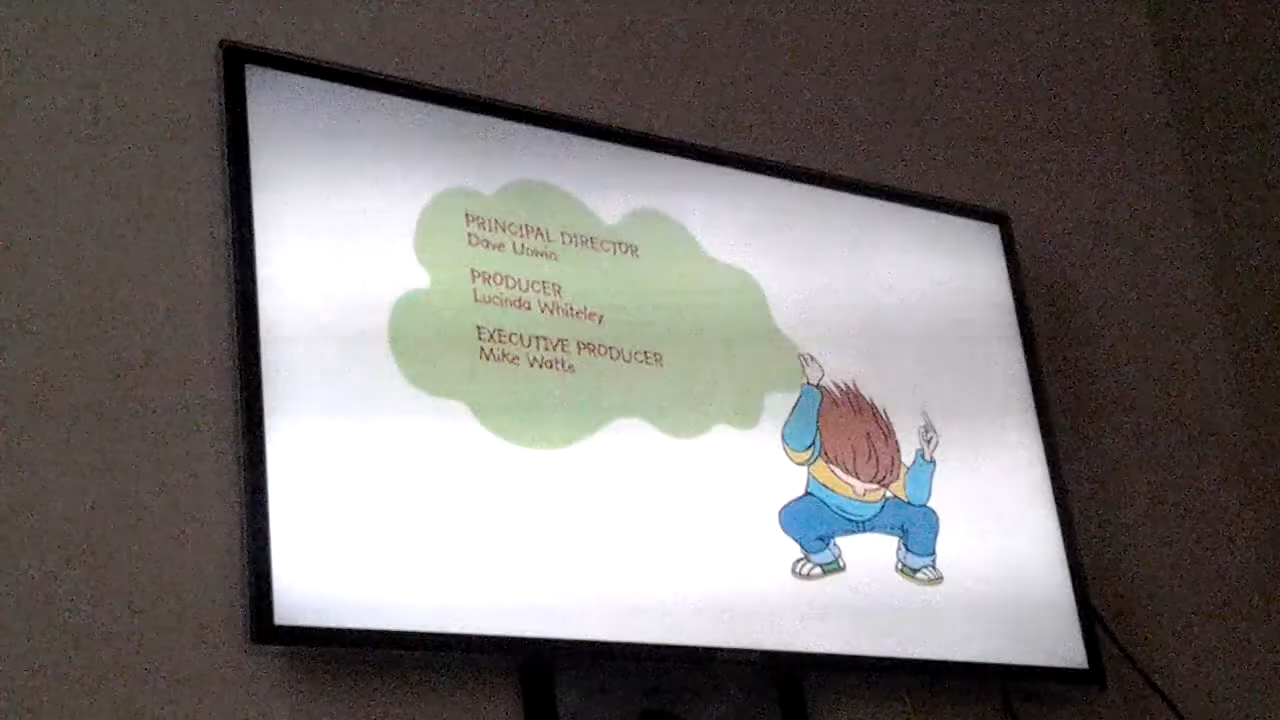 PRINCIPAL DIRECTOR
Dave Unwin
PRODUCER
Lucinda Whiteley
EXECUTIVE PRODUCER
Mike Watts